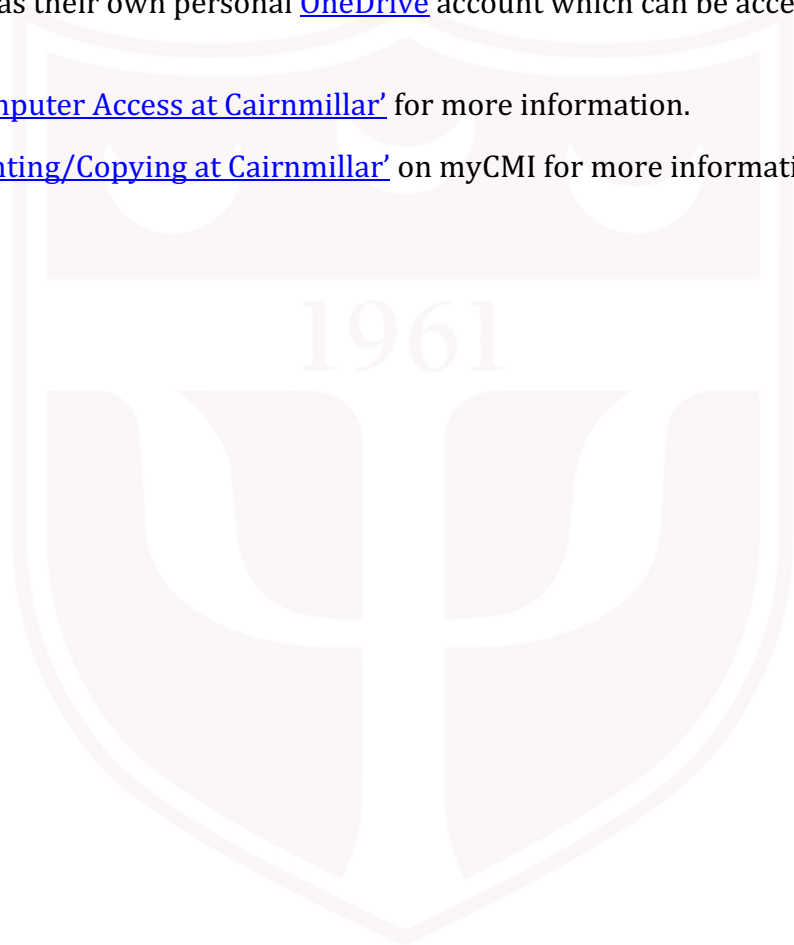 as their own personal OneDrive account which can be acce
mputer Access at Cairnmillar’ for more information.
nting/Copying at Cairnmillar’ on myCMI for more informati
1961